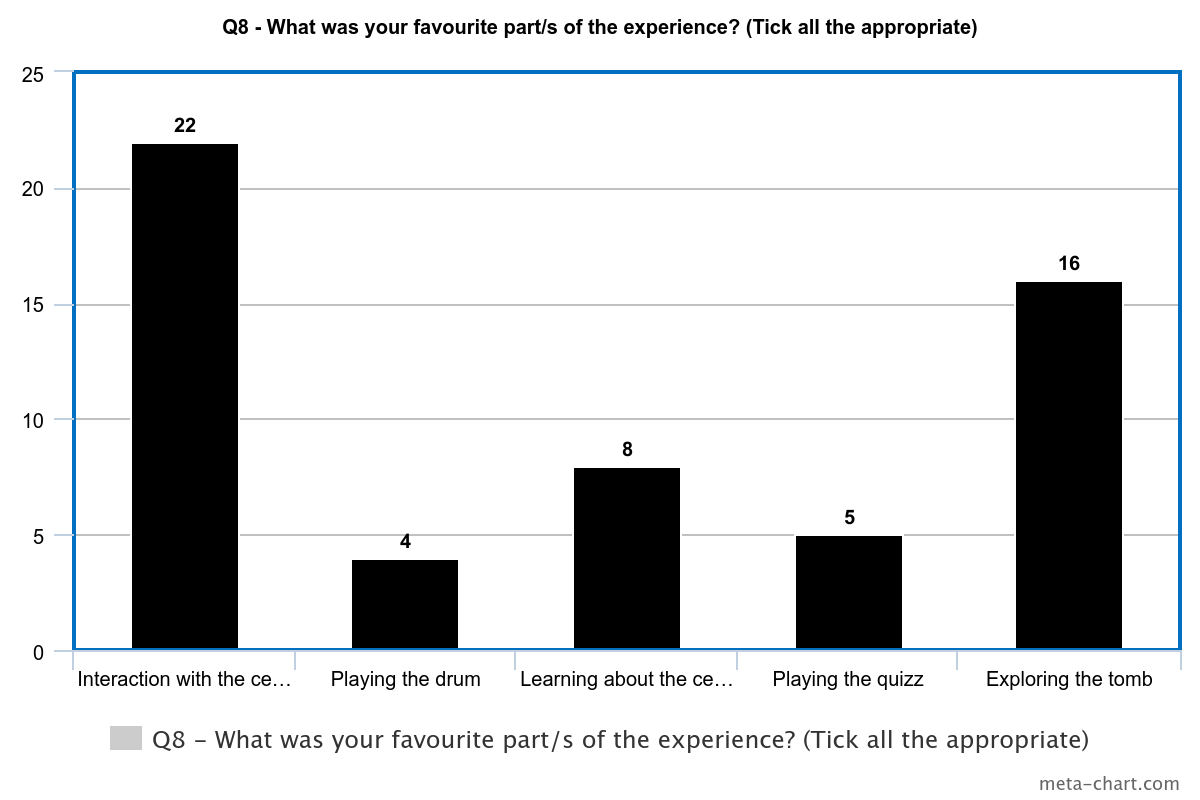 Q8 - What was your favourite part/s of the experience? (Tick all the appropriate)
25
20
15
10
5
0
22
4
8
5
16
Interaction with the ce…
Playing the drum
Learning about the ce…
Playing the quizz
Exploring the tomb
Q8 - What was your favourite part/s of the experience? (Tick all the appropriate)
meta-chart.com